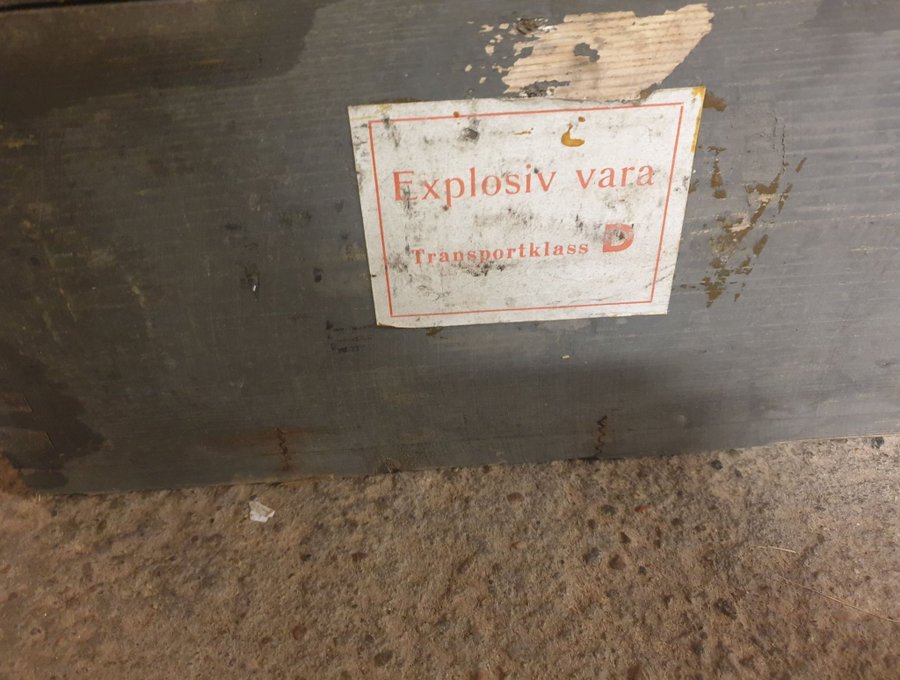 Explosiv vara
Transportklass D